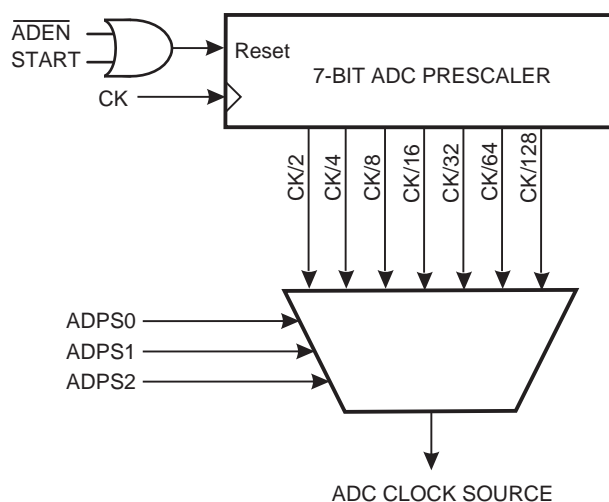 ADEN
START
Reset
7-BIT ADC PRESCALER
CK
CK/2
CK/4
CK/8
CK/16
CK/32
CK/64
CK/128
ADPS0
ADPS1
ADPS2
ADC CLOCK SOURCE